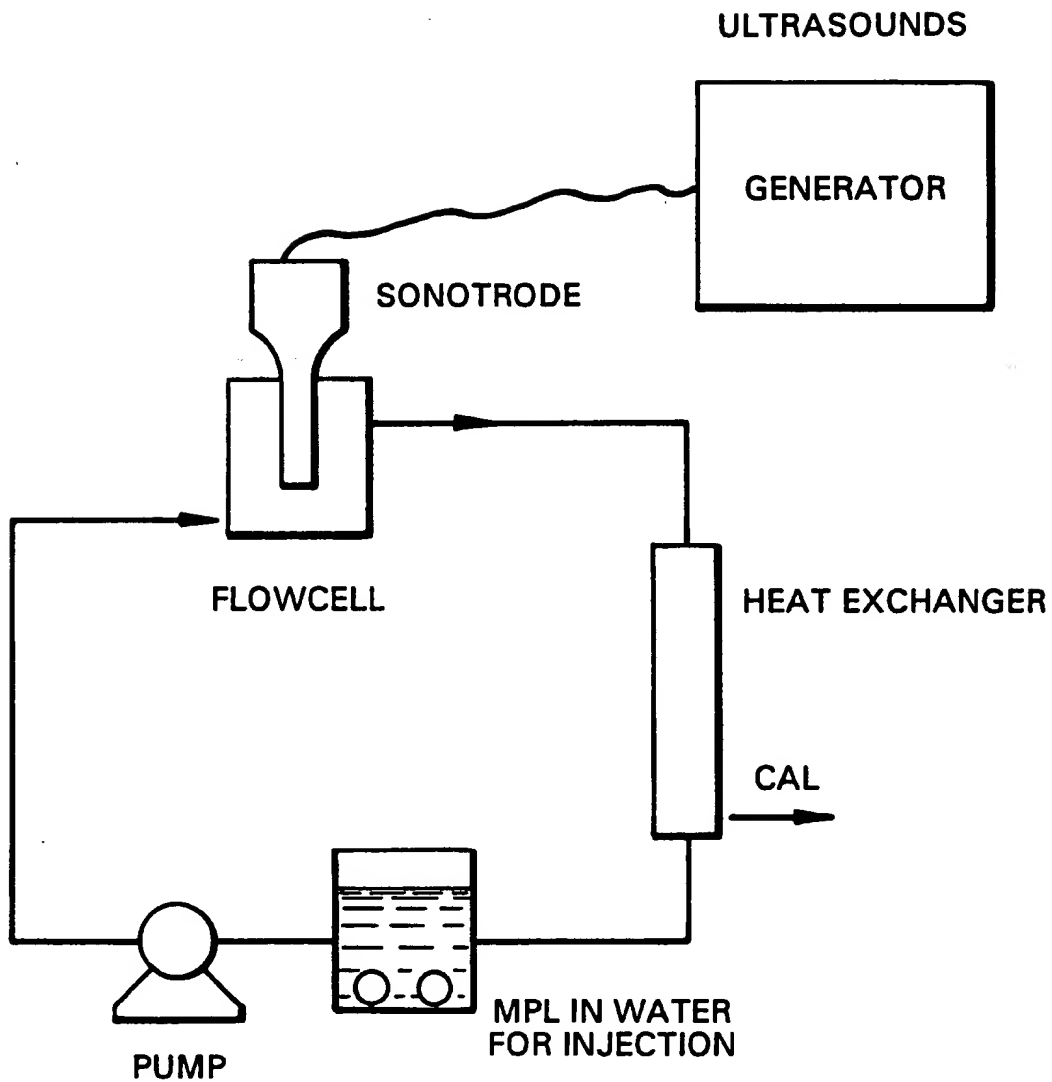 ULTRASOUNDS
GENERATOR
SONOTRODE
FLOWCELL
HEAT EXCHANGER
CAL
MPL IN WATER
FOR INJECTION
PUMP